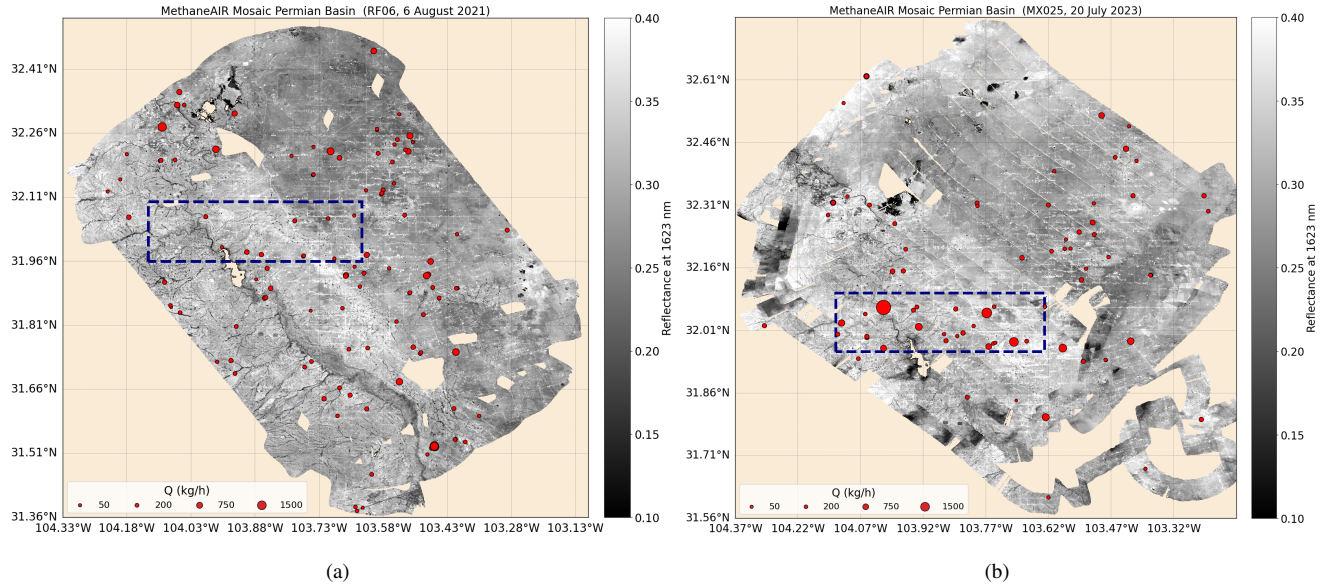 MethaneAIR Mosaic Permian Basin (RF06, 6 August 2021)
32.41°N
32.26°N
32.11°N
31.96°N
31.81°N
31.66°N
31.51°N
31.36°N
104.33°W 104.18°W 104.03°W 103.88°W 103.73°W 103.58°W 103.43°W 103.28°W 103.13°W
Q (kg/h)
50 200 750 1500
0.40
0.35
0.30
0.25
0.20
0.15
0.10
Reflectance at 1623 nm
(a)
MethaneAIR Mosaic Permian Basin (MX025, 20 July 2023)
32.61°N
32.46°N
32.31°N
32.16°N
32.01°N
31.86°N
31.71°N
31.56°N
104.37°W 104.22°W 104.07°W 103.92°W 103.77°W 103.62°W 103.47°W 103.32°W
Q (kg/h)
50 200 750 1500
0.40
0.35
0.30
0.25
0.20
0.15
0.10
Reflectance at 1623 nm
(b)